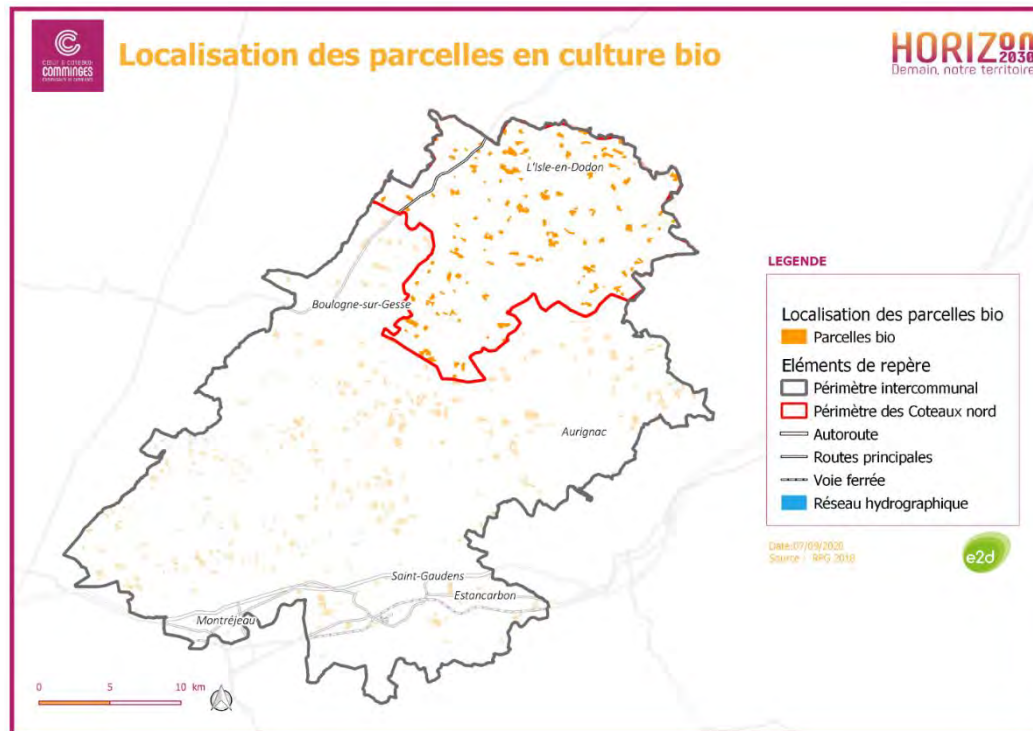 COMMINGES
Localisation des parcelles en culture bio
HORIZON
2030
Demain, notre territoire
L'Isle-en-Dodon
Boulogne-sur-Gesse
Aurignac
Saint-Gaudens
Estancarbon
Montréjeau
LEGENDE
Localisation des parcelles bio
Parcelles bio
Eléments de repère
Périmètre intercommunal
Périmètre des Coteaux nord
Autoroute
Routes principales
Voie ferrée
Réseau hydrographique
Date:07/09/2020
Source : RPG 2018
e2d
0 5 10 km